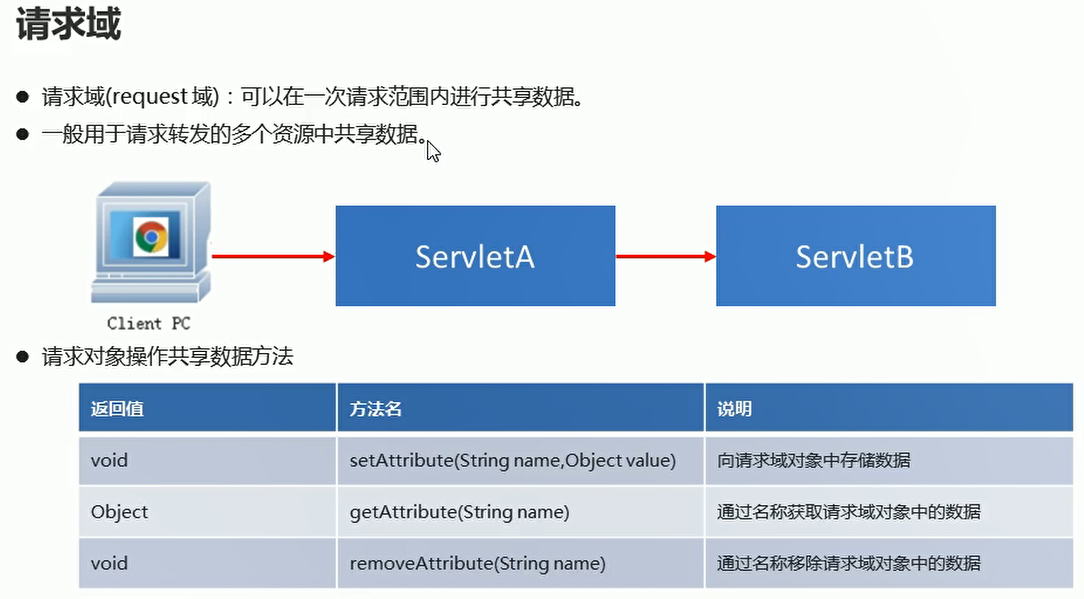 请求域
● 请求域(request 域)：可以在一次请求范围内进行共享数据。
● 一般用于请求转发的多个资源中共享数据。
ServletA
ServletB
Client PC
● 请求对象操作共享数据方法
返回值 方法名 说明
void setAttribute(String name,Object value) 向请求域对象中存储数据
Object getAttribute(String name) 通过名称获取请求域对象中的数据
void removeAttribute(String name) 通过名称移除请求域对象中的数据